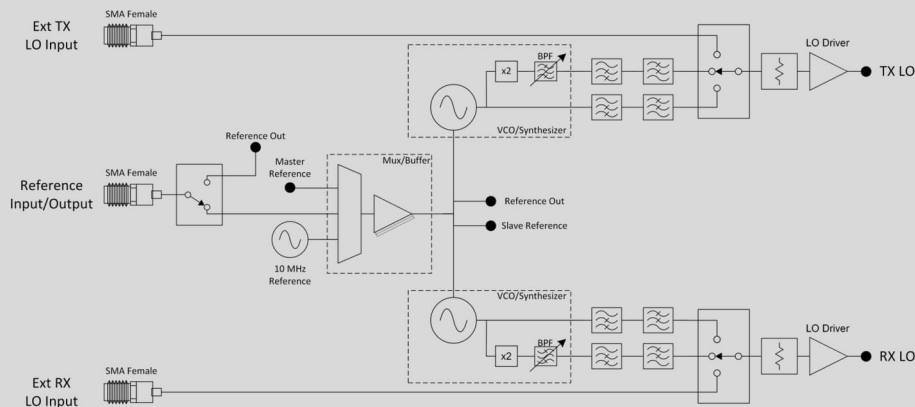 SMA Female
Ext TX
LO Input
LO Driver
BPF
x2
TX LO
VCO/Synthesizer
Reference Out
Mux/Buffer
Master
Reference
SMA Female
Reference
Input/Output
Reference Out
Slave Reference
10 MHz
Reference
VCO/Synthesizer
LO Driver
BPF
x2
RX LO
SMA Female
Ext RX
LO Input